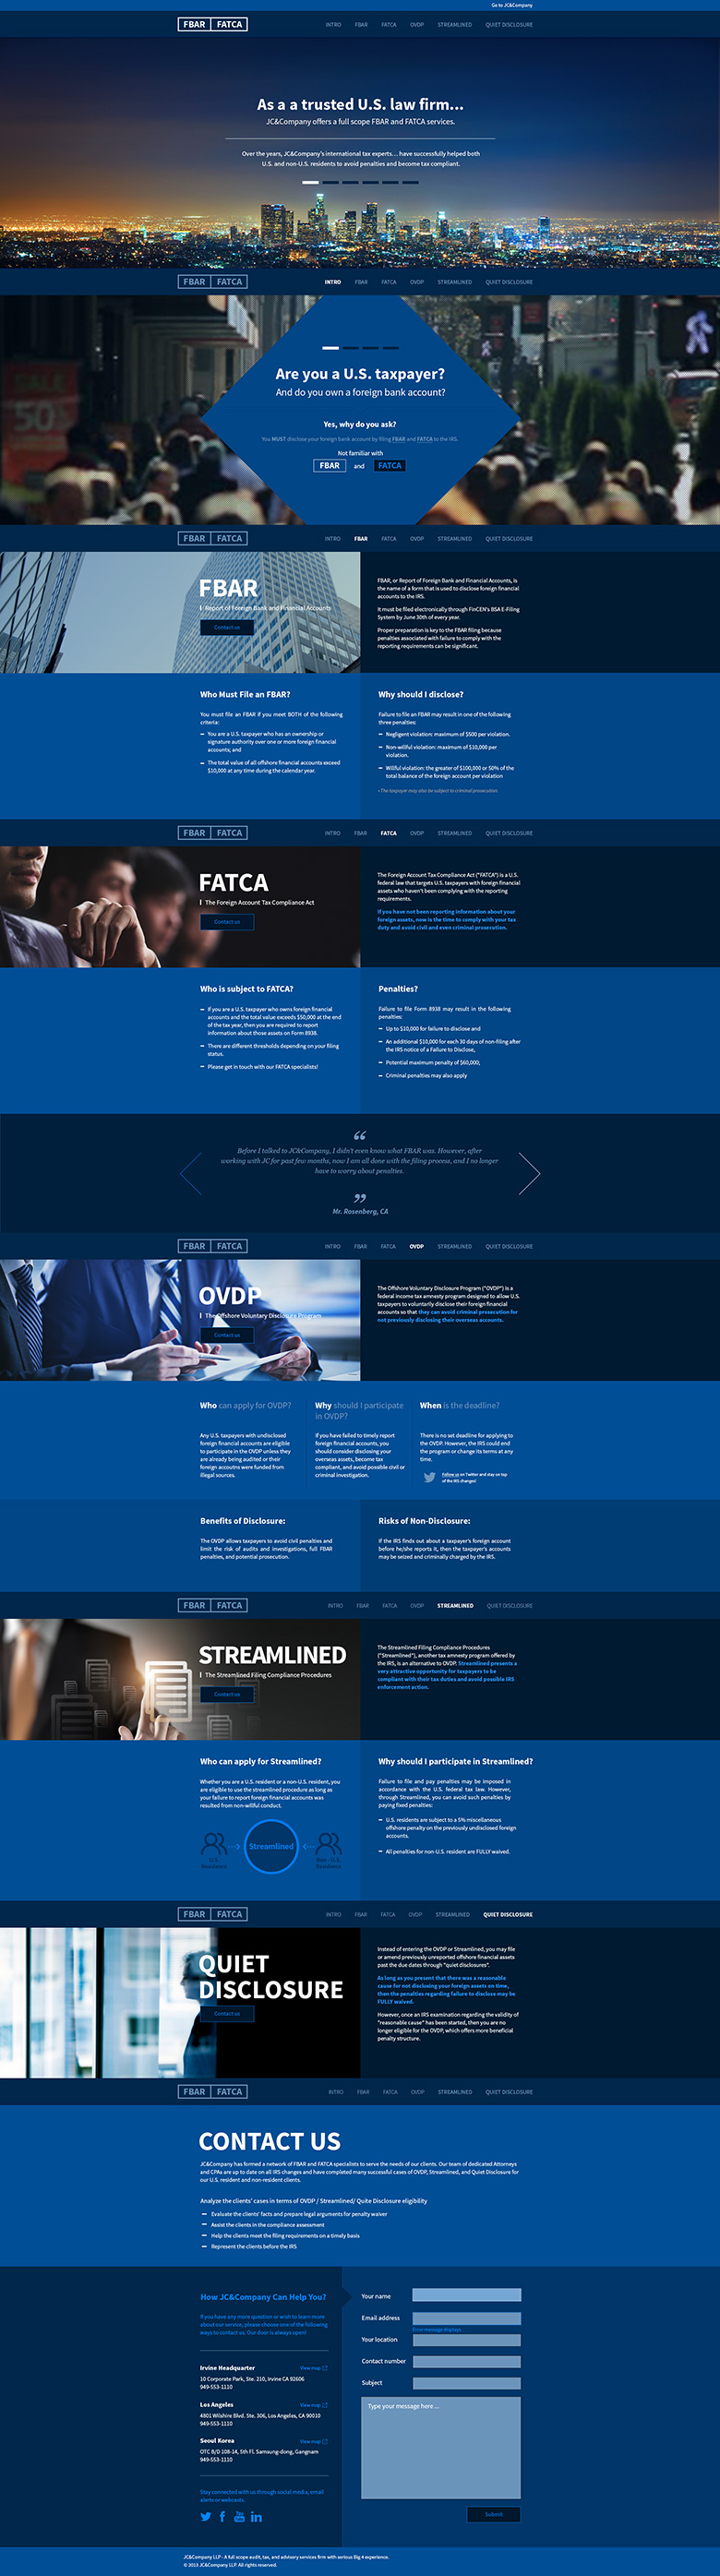 Go to JC&Company
FBAR FATCA
INTRO FBAR FATCA OVDP STREAMLINED QUIET DISCLOSURE
As a a trusted U.S. law firm...
JC&Company offers a full scope FBAR and FATCA services.
Over the years, JC&Company's international tax experts... have successfully helped both
U.S. and non-U.S. residents to avoid penalties and become tax compliant.
FBAR FATCA
INTRO FBAR FATCA OVDP STREAMLINED QUIET DISCLOSURE
Are you a U.S. taxpayer?
And do you own a foreign bank account?
Yes, why do you ask?
You MUST disclose your foreign bank account by filing FBAR and FATCA to the IRS.
Not familiar with
FBAR and FATCA
FBAR FATCA
INTRO FBAR FATCA OVDP STREAMLINED QUIET DISCLOSURE
FBAR
Report of Foreign Bank and Financial Accounts
Contact us
FBAR, or Report of Foreign Bank and Financial Accounts, is
the name of a form that is used to disclose foreign financial
accounts to the IRS.
It must be filed electronically through FinCEN's BSA E-Filing
System by June 30th of every year.
Proper preparation is key to the FBAR filing because
penalties associated with failure to comply with the
reporting requirements can be significant.
Who Must File an FBAR?
You must file an FBAR if you meet BOTH of the following
criteria:
You are a U.S. taxpayer who has an ownership or
signature authority over one or more foreign financial
accounts; and
The total value of all offshore financial accounts exceed
$10,000 at any time during the calendar year.
Why should I disclose?
Failure to file an FBAR may result in one of the following
three penalties:
Negligent violation: maximum of $500 per violation.
Non-willful violation: maximum of $10,000 per
violation.
Willful violation: the greater of $100,000 or 50% of the
total balance of the foreign account per violation
• The taxpayer may also be subject to criminal prosecution.
FBAR FATCA
INTRO FBAR FATCA OVDP STREAMLINED QUIET DISCLOSURE
FATCA
The Foreign Account Tax Compliance Act
Contact us
The Foreign Account Tax Compliance Act ("FATCA") is a U.S.
federal law that targets U.S. taxpayers with foreign financial
assets who haven't been complying with the reporting
requirements.
If you have not been reporting information about your
foreign assets, now is the time to comply with your tax
duty and avoid civil and even criminal prosecution.
Who is subject to FATCA?
If you are a U.S. taxpayer who owns foreign financial
accounts and the total value exceeds $50,000 at the end
of the tax year, then you are required to report
information about those assets on Form 8938.
There are different thresholds depending on your filing
status.
Please get in touch with our FATCA specialists!
Penalties?
Failure to file Form 8938 may result in the following
penalties:
Up to $10,000 for failure to disclose and
An additional $10,000 for each 30 days of non-filing after
the IRS notice of a Failure to Disclose,
Potential maximum penalty of $60,000;
Criminal penalties may also apply
“
Before I talked to JC&Company, I didn't even know what FBAR was. However, after
working with JC for past few months, now I am all done with the filing process, and I no longer
have to worry about penalties.
”
Mr. Rosenberg, CA
FBAR FATCA
INTRO FBAR FATCA OVDP STREAMLINED QUIET DISCLOSURE
OVDP
The Offshore Voluntary Disclosure Program
Contact us
The Offshore Voluntary Disclosure Program ("OVDP") is a
federal income tax amnesty program designed to allow U.S.
taxpayers to voluntarily disclose their foreign financial
accounts so that they can avoid criminal prosecution for
not previously disclosing their overseas accounts.
Who can apply for OVDP?
Any U.S. taxpayers with undisclosed
foreign financial accounts are eligible
to participate in the OVDP unless they
are already being audited or their
foreign accoutns were funded from
illegal sources.
Why should I participate
in OVDP?
If you have failed to timely report
foreign financial accounts, you
should consider disclosing your
overseas assets, become tax
compliant, and avoid possible civil or
criminal investigation.
When is the deadline?
There is no set deadline for applying to
the OVDP. However, the IRS could end
the program or change its terms at any
time.
Follow us on Twitter and stay on top
of the IRS changes!
Benefits of Disclosure:
The OVDP allows taxpayers to avoid civil penalties and
limit the risk of audits and investigations, full FBAR
penalties, and potential prosecution.
Risks of Non-Disclosure:
If the IRS finds out about a taxpayer's foreign account
before he/she reports it, then the taxpayer's accounts
may be seized and criminally charged by the IRS.
FBAR FATCA
INTRO FBAR FATCA OVDP STREAMLINED QUIET DISCLOSURE
STREAMLINED
The Streamlined Filing Compliance Procedures
Contact us
The Streamlined Filing Compliance Procedures
("Streamlined"), another tax amnesty program offered by
the IRS, is an alternative to OVDP. Streamlined presents a
very attractive opportunity for taxpayers to be
compliant with their tax duties and avoid possible IRS
enforcement action.
Who can apply for Streamlined?
Whether you are a U.S. resident or a non-U.S. resident, you
are eligible to use the streamlined procedure as long as
your failure to report foreign financial accounts was
resulted from non-willful conduct.
U.S.
Residence
Streamlined
Non - U.S.
Residence
Why should I participate in Streamlined?
Failure to file and pay penalties may be imposed in
accordance with the U.S. federal tax law. However,
through Streamlined, you can avoid such penalties by
paying fixed penalties:
U.S. residents are subject to a 5% miscellaneous
offshore penalty on the previously undisclosed foreign
accounts.
All penalties for non-U.S. resident are FULLY waived.
FBAR FATCA
INTRO FBAR FATCA OVDP STREAMLINED QUIET DISCLOSURE
QUIET
DISCLOSURE
Contact us
Instead of entering the OVDP or Streamlined, you may file
or amend previously unreported offshore financial assets
past the due dates through "quiet disclosures".
As long as you present that there was a reasonable
cause for not disclosing your foreign assets on time,
then the penalties regarding failure to disclose may be
FULLY waived.
However, once an IRS examination regarding the validity of
"reasonable cause" has been started, then you are no
longer eligible for the OVDP, which offers more beneficial
penalty structure.
FBAR FATCA
INTRO FBAR FATCA OVDP STREAMLINED QUIET DISCLOSURE
CONTACT US
JC&Company has formed a network of FBAR and FATCA specialists to serve the needs of our clients. Our team of dedicated Attorneys
and CPAs are up to date on all IRS changes and have completed many successful cases of OVDP, Streamlined, and Quiet Disclosure for
our U.S. resident and non-resident clients.
Analyze the clients' cases in terms of OVDP / Streamlined/ Quite Disclosure eligibility
Evaluate the clients' facts and prepare legal arguments for penalty waiver
Assist the clients in the compliance assessment
Help the clients meet the filing requirements on a timely basis
Represent the clients before the IRS
How JC&Company Can Help You?
If you have any more question or wish to learn more
about our service, please choose one of the following
ways to contact us. Our door is always open!
Irvine Headquarter View map
10 Corporate Park, Ste. 210, Irvine CA 92606
949-553-1110
Los Angeles View map
4801 Wilshire Blvd. Ste. 306, Los Angeles, CA 90010
949-553-1110
Seoul Korea View map
OTC B/D 108-14, 5th Fl. Samsung-dong, Gangnam
949-553-1110
Stay connected with us through social media, email
alerts or webcasts.
Your name
Email address
Error message displays
Your location
Contact number
Subject
Type your message here ...
Submit
JC&Company LLP - A full scope audit, tax, and advisory services firm with serious Big 4 experience.
© 2013 JC&Company LLP. All rights reserved.